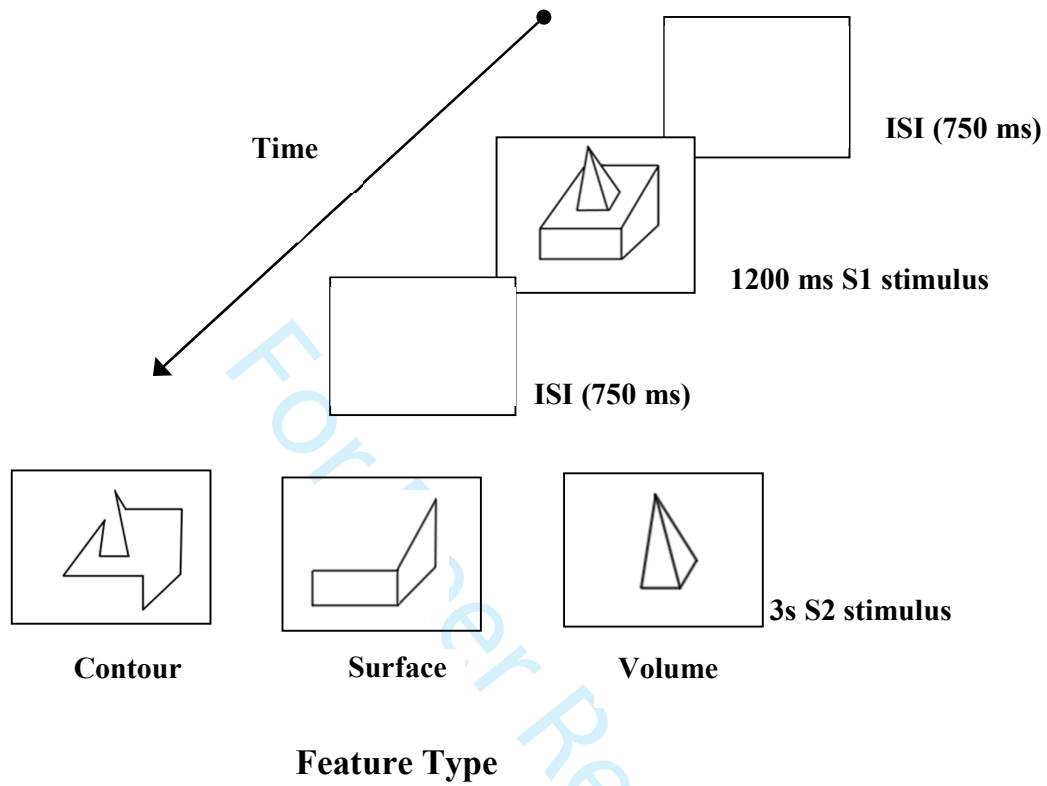 Time
ISI (750 ms)
1200 ms S1 stimulus
ISI (750 ms)
3s S2 stimulus
Contour
Surface
Volume
Feature Type
For